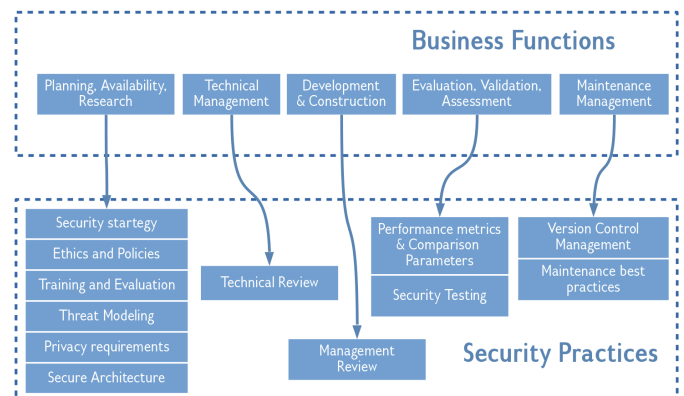 Business Functions
Planning, Availability,
Research
Technical
Management
Development
& Construction
Evaluation, Validation,
Assessment
Maintenance
Management
Security startegy
Ethics and Policies
Training and Evaluation
Threat Modeling
Privacy requirements
Secure Architecture
Technical Review
Management
Review
Performance metrics
& Comparison
Parameters
Security Testing
Version Control
Management
Maintenance best
practices
Security Practices